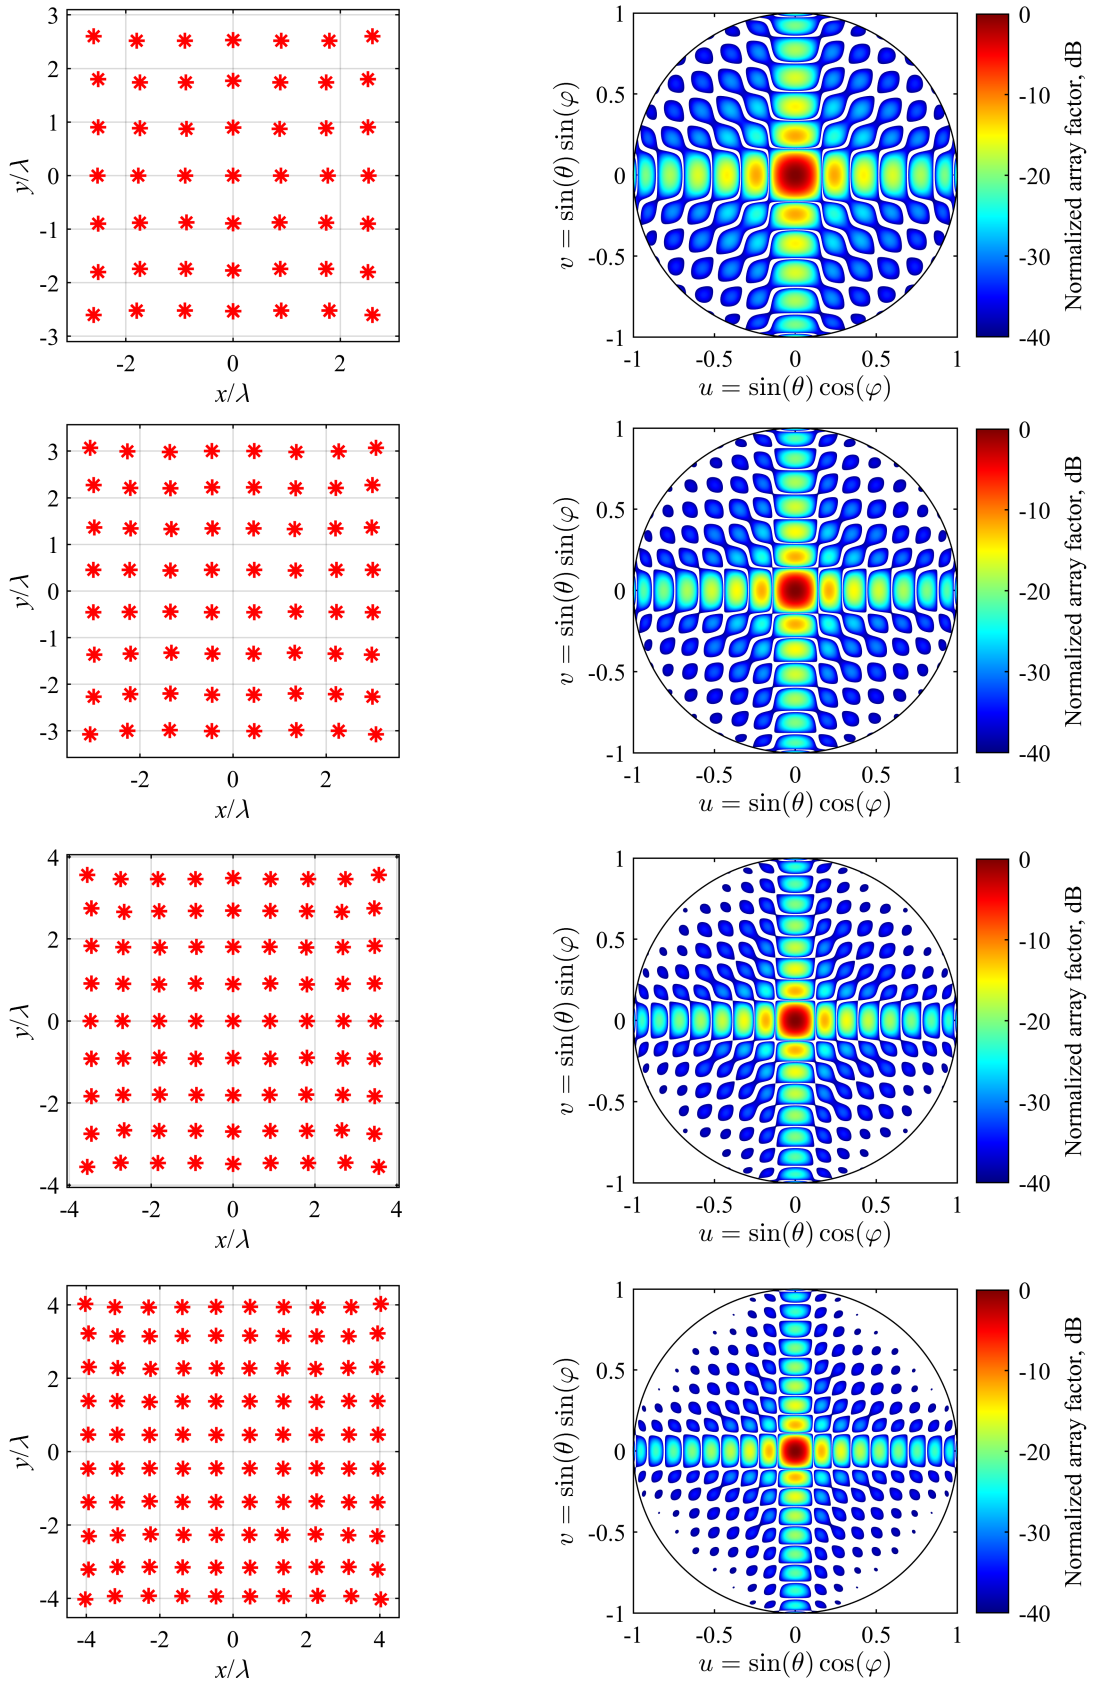 3
2
1
0
-1
-2
-3
-2 0 2
x/λ
y/λ
1
0.5
0
-0.5
-1
-1 -0.5 0 0.5 1
u = sin(θ) cos(φ)
v = sin(θ) sin(φ)
0
-10
-20
-30
-40
Normalized array factor, dB
3
2
1
0
-1
-2
-3
-2 0 2
x/λ
y/λ
1
0.5
0
-0.5
-1
-1 -0.5 0 0.5 1
u = sin(θ) cos(φ)
v = sin(θ) sin(φ)
0
-10
-20
-30
-40
Normalized array factor, dB
4
2
0
-2
-4
-4 -2 0 2 4
x/λ
y/λ
1
0.5
0
-0.5
-1
-1 -0.5 0 0.5 1
u = sin(θ) cos(φ)
v = sin(θ) sin(φ)
0
-10
-20
-30
-40
Normalized array factor, dB
4
2
0
-2
-4
-4 -2 0 2 4
x/λ
y/λ
1
0.5
0
-0.5
-1
-1 -0.5 0 0.5 1
u = sin(θ) cos(φ)
v = sin(θ) sin(φ)
0
-10
-20
-30
-40
Normalized array factor, dB